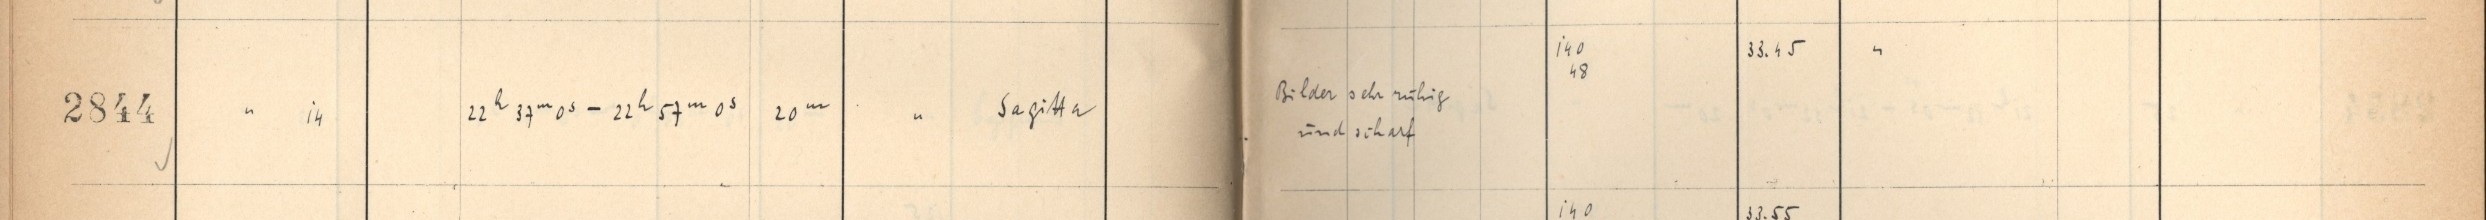 2844 " 14 22h 37m 0s - 22h 57m 0s 20m " Sagitta
140 33.45 "
48
Bilder sehr ruhig
und scharf
140 33.55